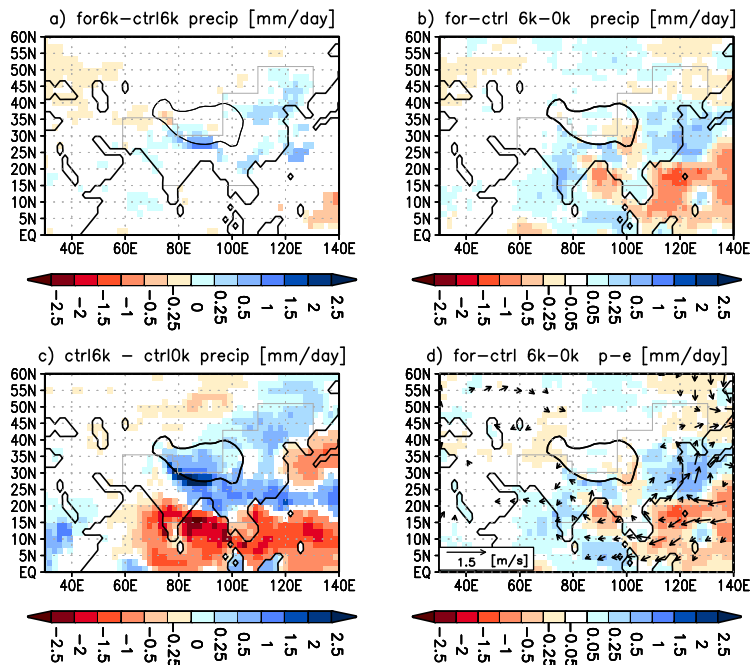 a) for6k−ctrl6k precip [mm/day]
60N
55N
50N
45N
40N
35N
30N
25N
20N
15N
10N
5N
EQ
40E 60E 80E 100E 120E 140E
−2.5 −2 −1.5 −1 −0.5 −0.25 0 0.25 0.5 1 1.5 2 2.5
b) for−ctrl 6k−0k precip [mm/day]
60N
55N
50N
45N
40N
35N
30N
25N
20N
15N
10N
5N
EQ
40E 60E 80E 100E 120E 140E
−2.5 −2 −1.5 −1 −0.5 −0.25 −0.05 0.05 0.25 0.5 1 1.5 2 2.5
c) ctrl6k − ctrl0k precip [mm/day]
60N
55N
50N
45N
40N
35N
30N
25N
20N
15N
10N
5N
EQ
40E 60E 80E 100E 120E 140E
−2.5 −2 −1.5 −1 −0.5 −0.25 0 0.25 0.5 1 1.5 2 2.5
d) for−ctrl 6k−0k p−e [mm/day]
60N
55N
50N
45N
40N
35N
30N
25N
20N
15N
10N
5N
EQ
1.5 [m/s]
40E 60E 80E 100E 120E 140E
−2.5 −2 −1.5 −1 −0.5 −0.25 −0.05 0.05 0.25 0.5 1 1.5 2 2.5